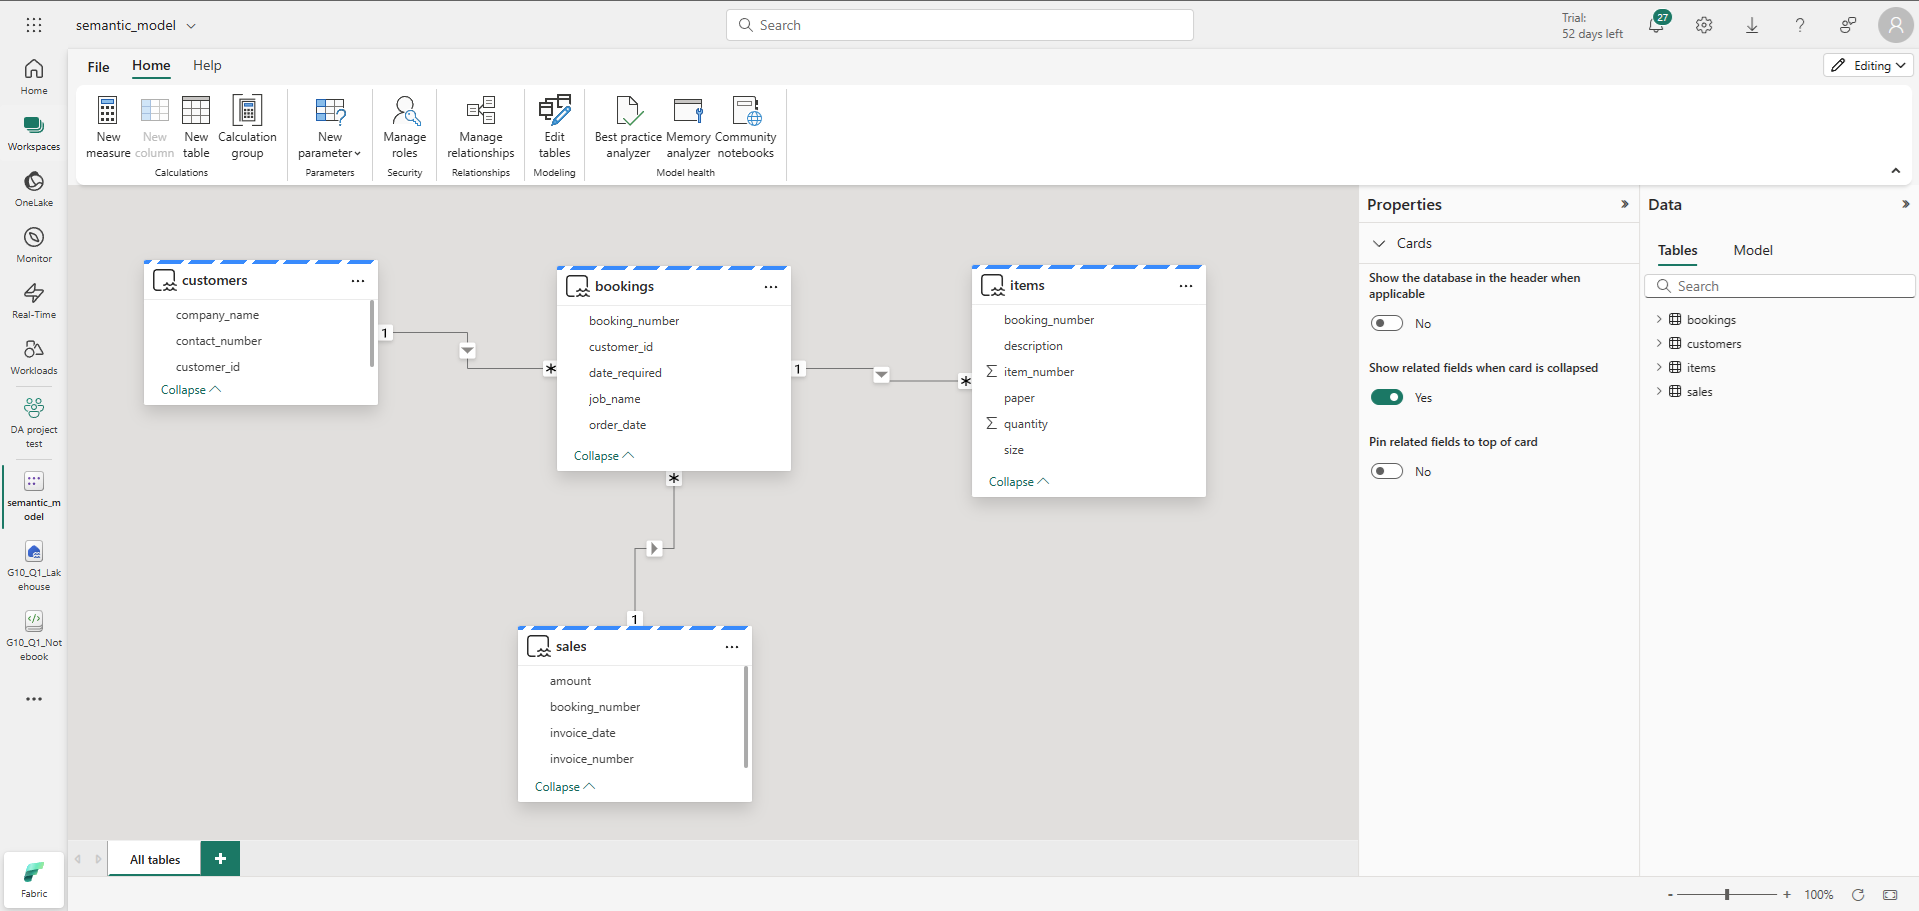 semantic_model
Search
Trial:
52 days left
27
A
Home
Workspaces
OneLake
Monitor
Real-Time
Workloads
DA project
test
semantic_m
odel
G10_Q1_Lak
ehouse
G10_Q1_Not
ebook
Fabric
File
Home
Help
Editing
New
measure
New
column
New
table
Calculation
group
Calculations
New
parameter
Parameters
Manage
roles
Security
Manage
relationships
Relationships
Edit
tables
Modeling
Best practice
analyzer
Memory
analyzer
Community
notebooks
Model health
customers
company_name
contact_number
customer_id
Collapse
1
*
bookings
booking_number
customer_id
date_required
job_name
order_date
Collapse
1
*
items
booking_number
description
∑ item_number
paper
∑ quantity
size
Collapse
*
1
sales
amount
booking_number
invoice_date
invoice_number
Collapse
All tables
+
Properties
Cards
Show the database in the header when
applicable
No
Show related fields when card is collapsed
Yes
Pin related fields to top of card
No
Data
Tables
Model
Search
bookings
customers
items
sales
- + 100%